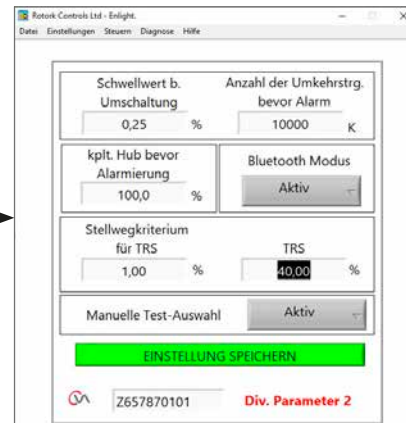 Rotork Controls Ltd - Enlight.
Datei Einstellungen Steuern Diagnose Hilfe
Schwellwert b.
Umschaltung
0,25 %
Anzahl der Umkehrstrg.
bevor Alarm
10000 K
kplt. Hub bevor
Alarmierung
100,0 %
Bluetooth Modus
Aktiv
Stellwegkriterium
für TRS
1,00 %
TRS
40,00 %
Manuelle Test-Auswahl
Aktiv
EINSTELLUNG SPEICHERN
Z657870101
Div. Parameter 2